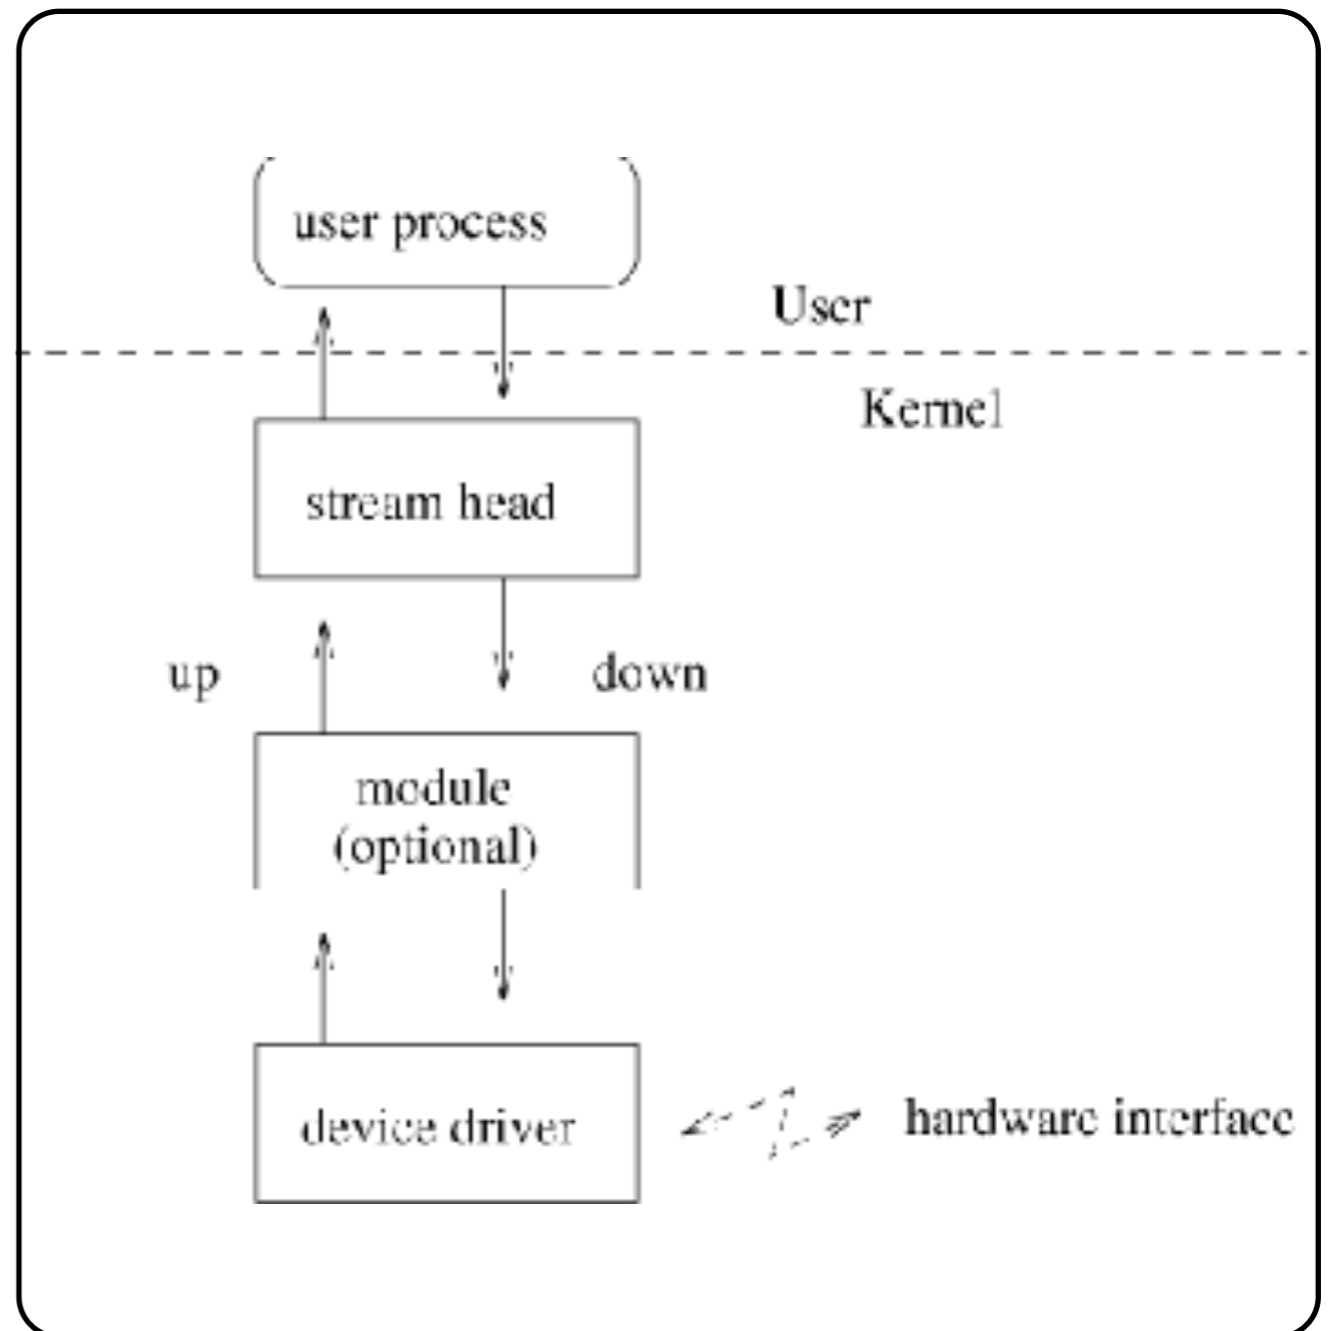 user process
User
Kernel
stream head
up
down
module
(optional)
device driver
hardware interface